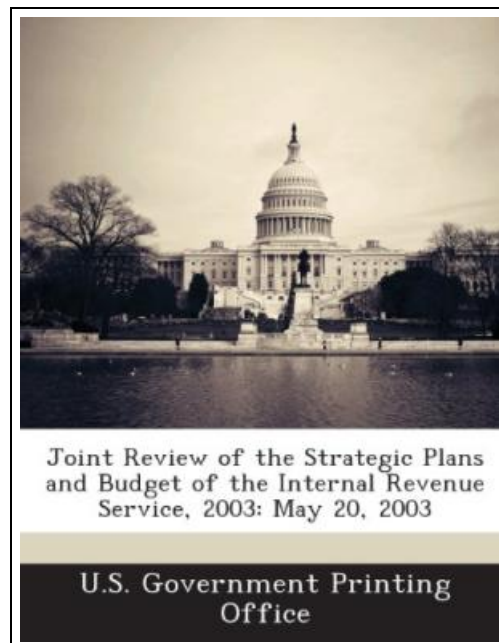 Joint Review of the Strategic Plans
and Budget of the Internal Revenue
Service, 2003: May 20, 2003
U.S. Government Printing
Office